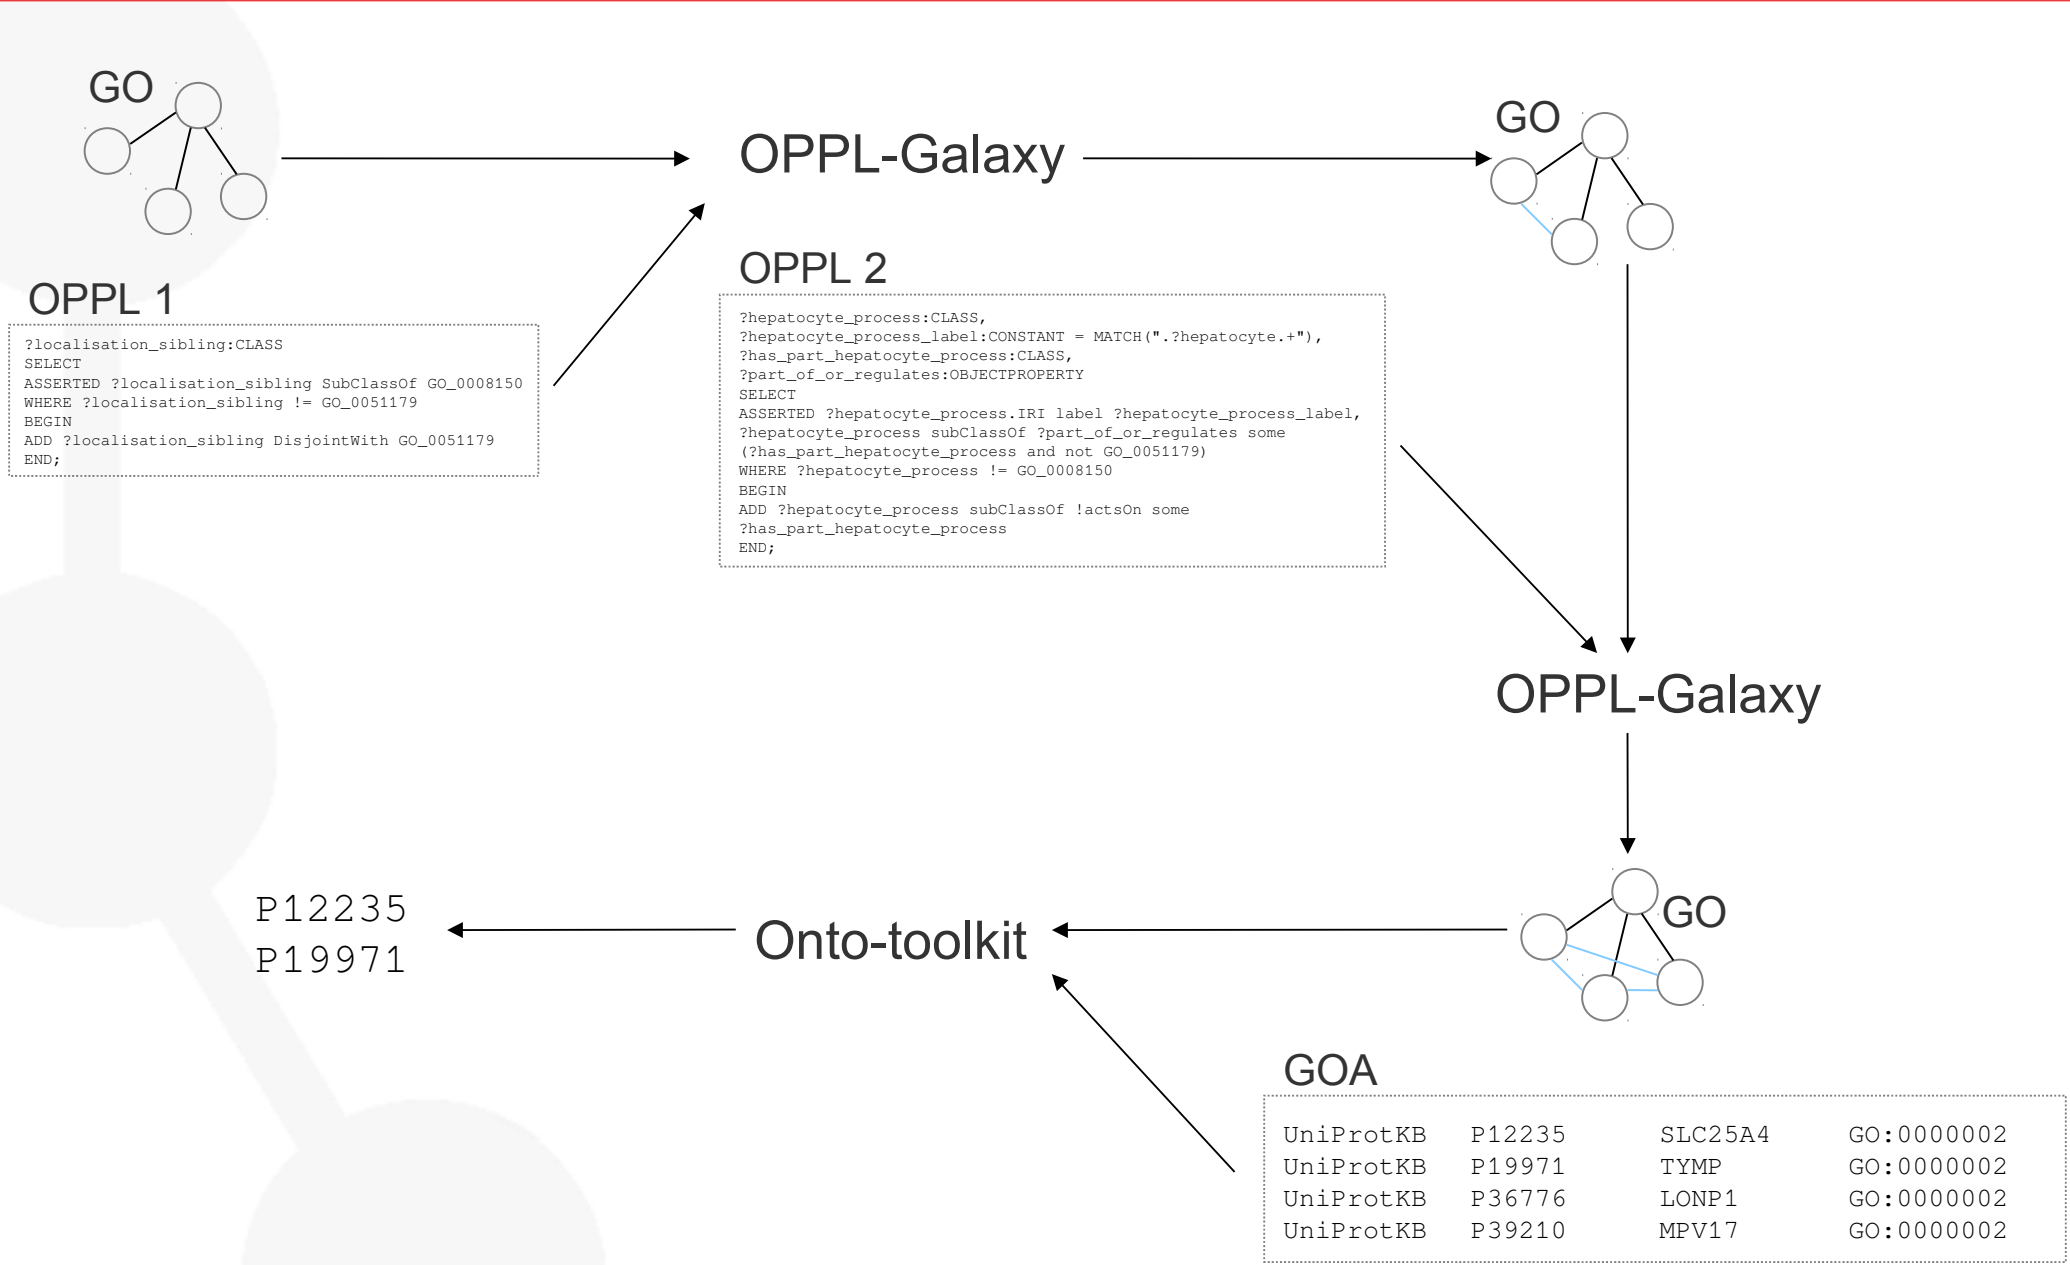 GO
OPPL-Galaxy
GO
OPPL 1
?localisation_sibling:CLASS
SELECT
ASSERTED ?localisation_sibling SubClassOf GO_0008150
WHERE ?localisation_sibling != GO_0051179
BEGIN
ADD ?localisation_sibling DisjointWith GO_0051179
END;
OPPL 2
?hepatocyte_process:CLASS,
?hepatocyte_process_label:CONSTANT = MATCH(".?hepatocyte.+"),
?has_part_hepatocyte_process:CLASS,
?part_of_or_regulates:OBJECTPROPERTY
SELECT
ASSERTED ?hepatocyte_process.IRI label ?hepatocyte_process_label,
?hepatocyte_process subClassOf ?part_of_or_regulates some
(?has_part_hepatocyte_process and not GO_0051179)
WHERE ?hepatocyte_process != GO_0008150
BEGIN
ADD ?hepatocyte_process subClassOf !actsOn some
?has_part_hepatocyte_process
END;
OPPL-Galaxy
GO
Onto-toolkit
P12235
P19971
GOA
UniProtKB P12235 SLC25A4 GO:0000002
UniProtKB P19971 TYMP GO:0000002
UniProtKB P36776 LONP1 GO:0000002
UniProtKB P39210 MPV17 GO:0000002